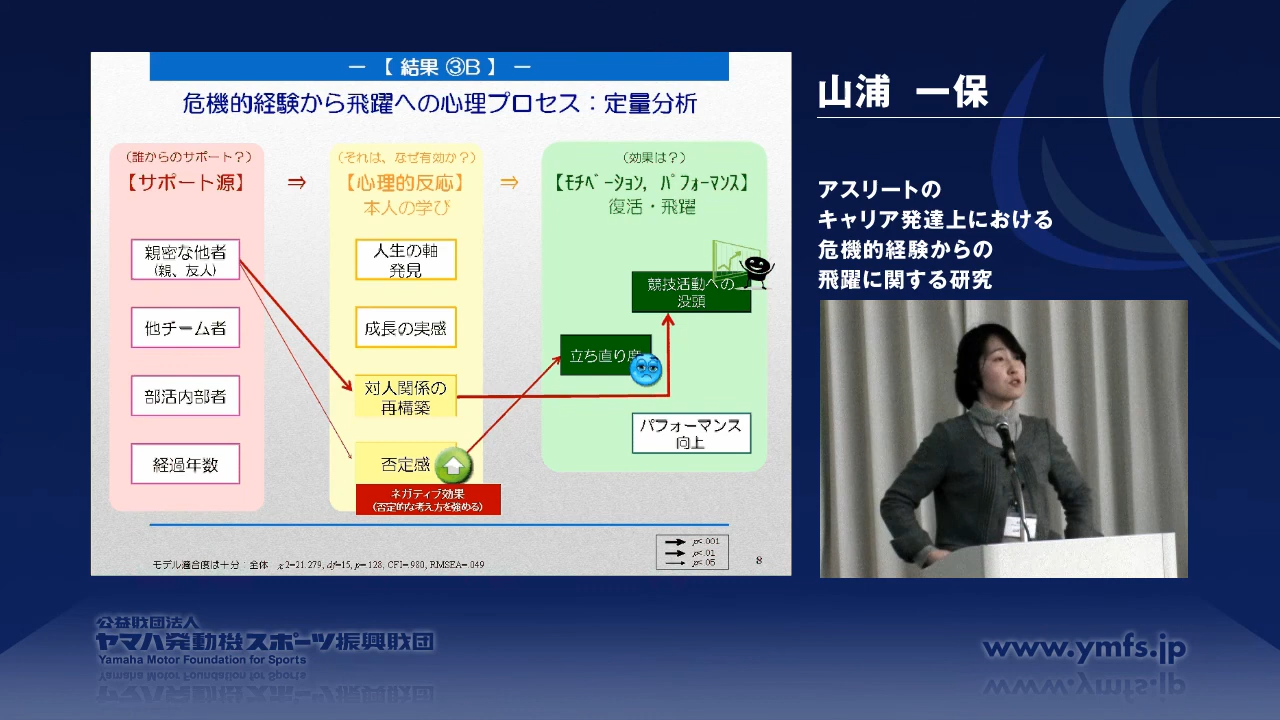 ― 【 結果 ③B 】 ―
危機的経験から飛躍への心理プロセス：定量分析
(誰からのサポート？)
【サポート源】
⇒
(それは、なぜ有効か？)
【心理的反応】
本人の学び
⇒
(効果は？)
【ﾓﾁﾍﾞｰｼｮﾝ，ﾊﾟﾌｫｰﾏﾝｽ】
復活・飛躍
親密な他者
(親、友人)
他チーム者
部活内部者
経過年数
人生の軸
発見
成長の実感
対人関係の
再構築
否定感
ネガティブ効果
(否定的な考え方を強める)
競技活動への
没頭
立ち直り度
パフォーマンス
向上
p<.001
p<.01
p<.05
モデル適合度は十分 全体 χ2=21.279, df=15, p=.128, CFI=.980, RMSEA=.049
8
山浦 一保
アスリートの
キャリア発達上における
危機的経験からの
飛躍に関する研究
公益財団法人
ヤマハ発動機スポーツ振興財団
Yamaha Motor Foundation for Sports
www.ymfs.jp